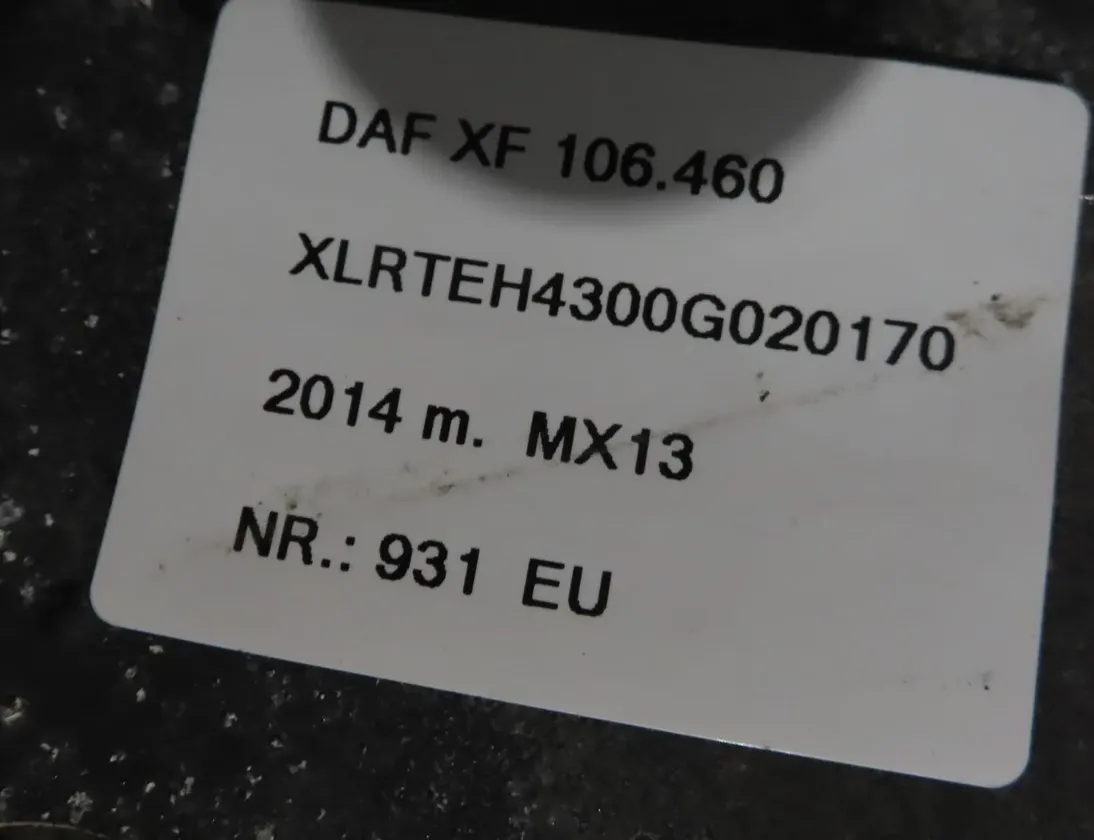 DAF XF 106.460
XLRTEH4300G020170
2014 m. MX13
NR.: 931 EU